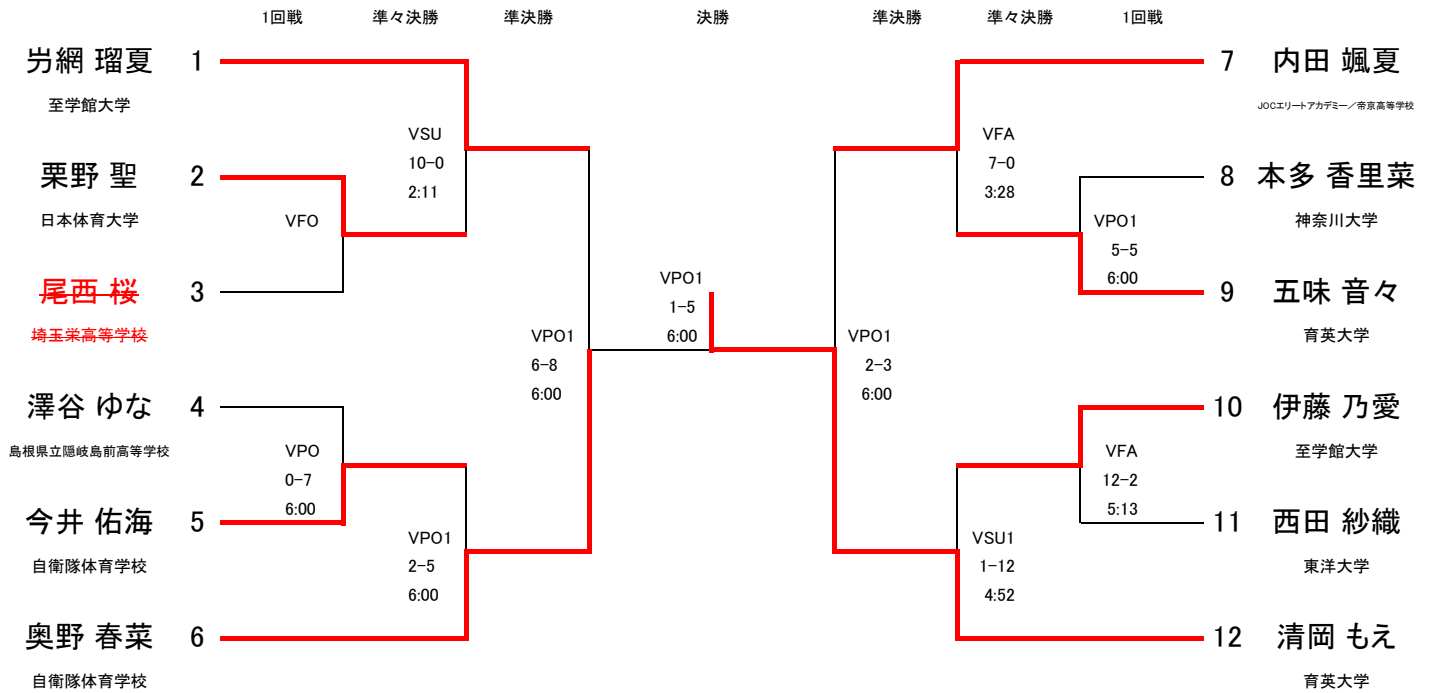 1回戦 準々決勝 準決勝 決勝 準決勝 準々決勝 1回戦
屶網 瑠夏 1
至学館大学
栗野 聖 2
日本体育大学
尾西 桜 3
埼玉栄高等学校
澤谷 ゆな 4
島根県立隠岐島前高等学校
今井 佑海 5
自衛隊体育学校
奥野 春菜 6
自衛隊体育学校
VFO
VPO
0-7
6:00
VSU
10-0
2:11
VPO1
2-5
6:00
VPO1
6-8
6:00
VPO1
1-5
6:00
VPO1
2-3
6:00
VFA
7-0
3:28
VSU1
1-12
4:52
VPO1
5-5
6:00
VFA
12-2
5:13
7 内田 颯夏
JOCエリートアカデミー/帝京高等学校
8 本多 香里菜
神奈川大学
9 五味 音々
育英大学
10 伊藤 乃愛
至学館大学
11 西田 紗織
東洋大学
12 清岡 もえ
育英大学